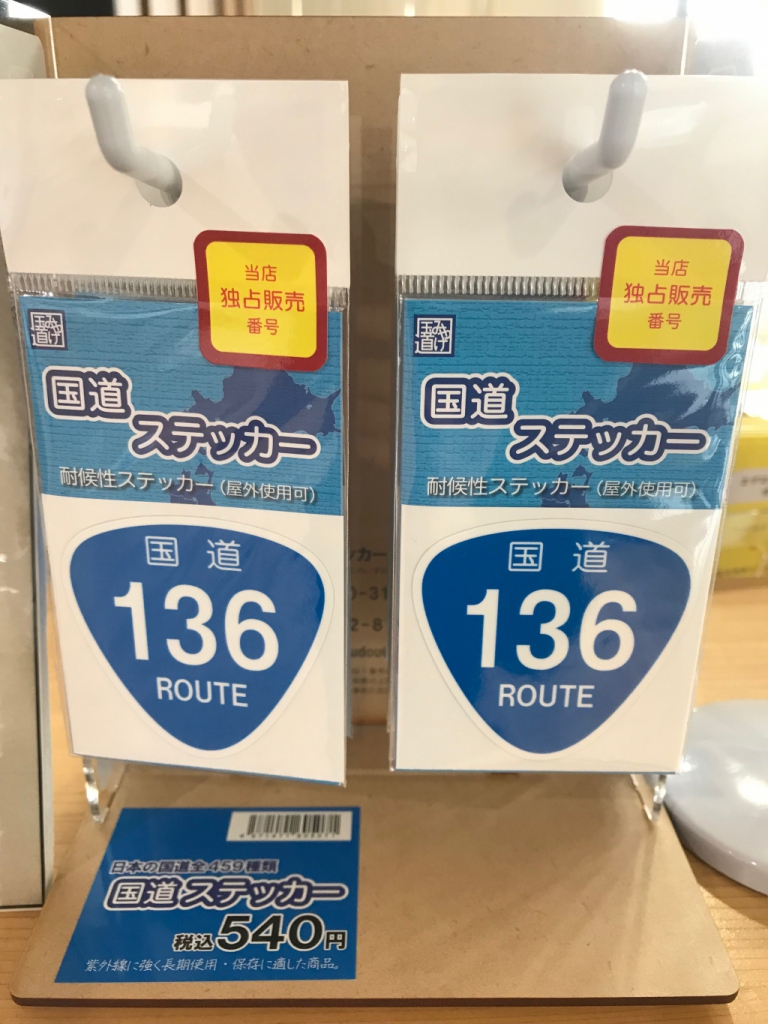 当店
独占販売
番号
国道
ステッカー
耐候性ステッカー（屋外使用可）
国道
136
ROUTE
当店
独占販売
番号
国道
ステッカー
耐候性ステッカー（屋外使用可）
国道
136
ROUTE
日本の国道全459種類
国道ステッカー
税込540円
紫外線に強く長期使用・保存に適した商品。